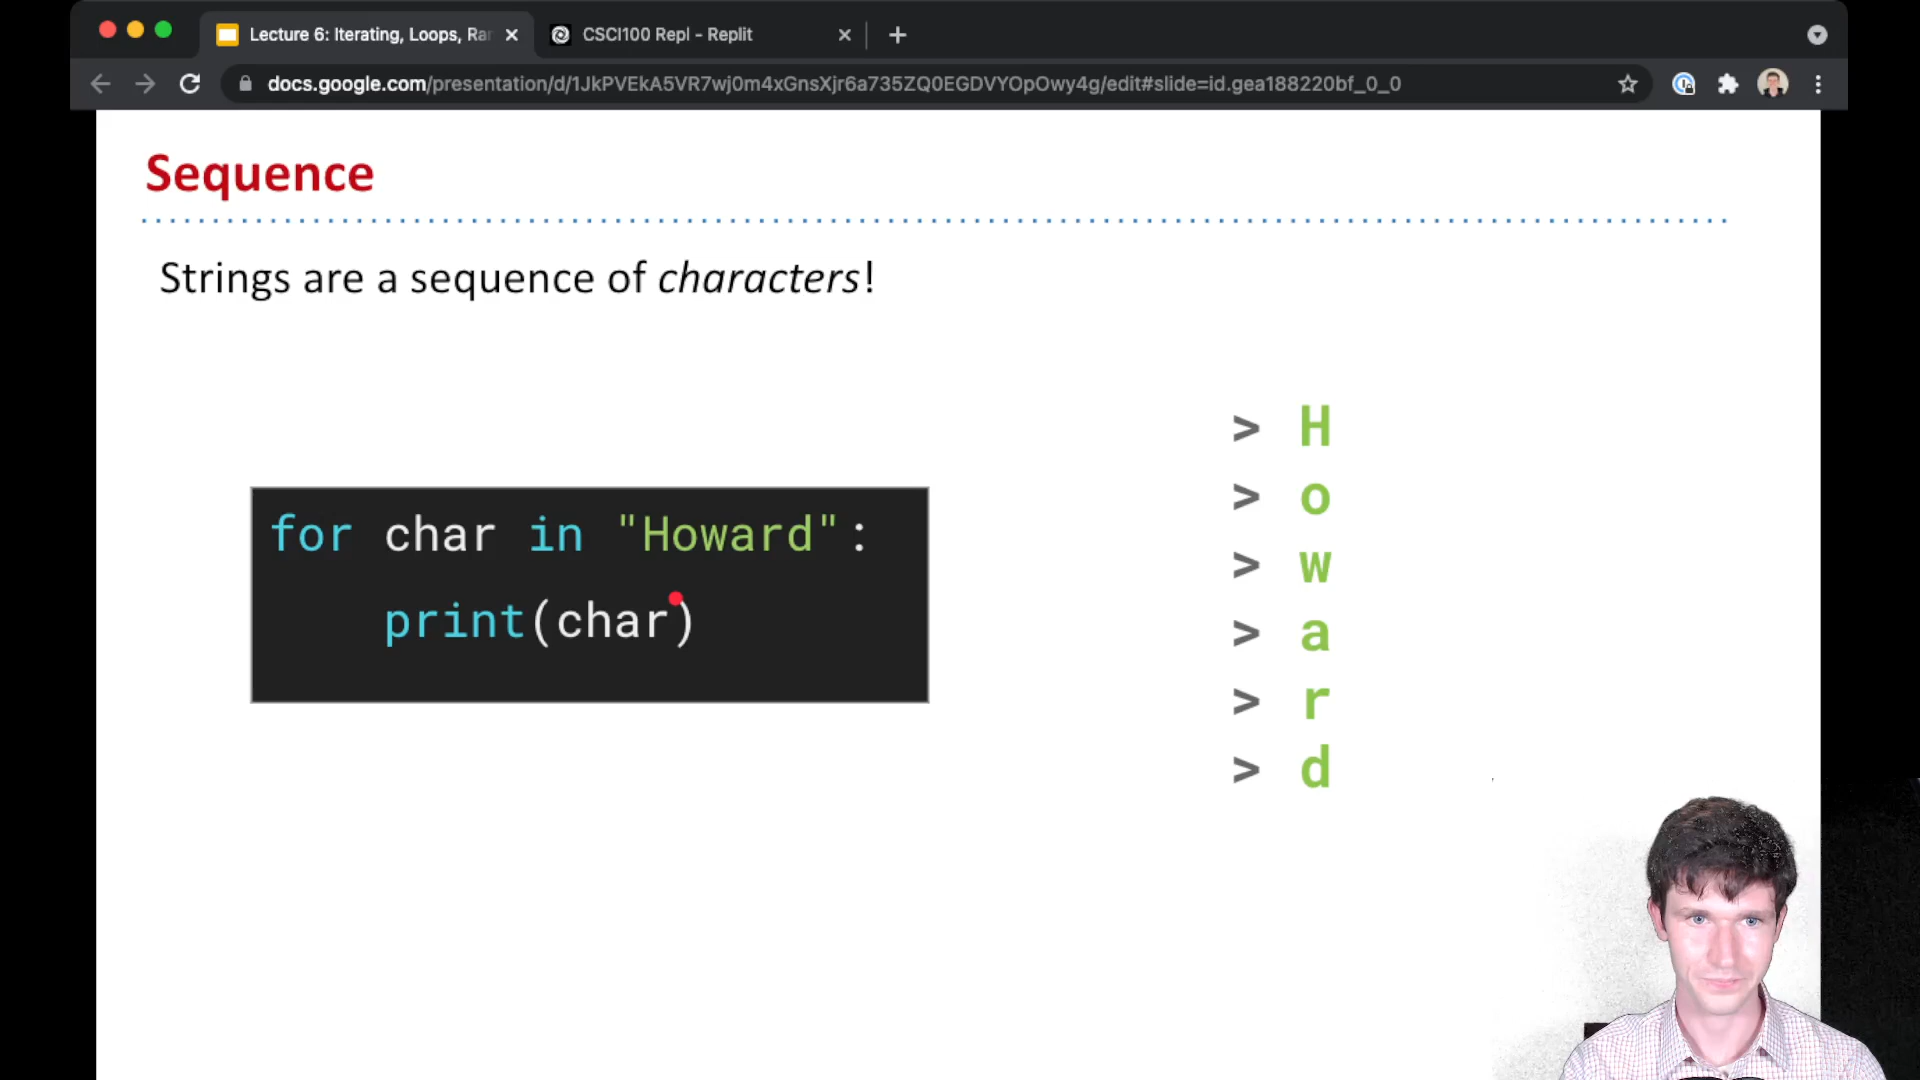 Lecture 6: Iterating, Loops, Ra
CSCI100 Repl - Replit
docs.google.com/presentation/d/1JkPVEkA5VR7wj0m4xGnsXjr6a735ZQ0EGDVYOpOwy4g/edit#slide=id.gea188220bf_0_0
Sequence
Strings are a sequence of characters!
for char in "Howard":
print(char)
> H
> o
> w
> a
> r
> d